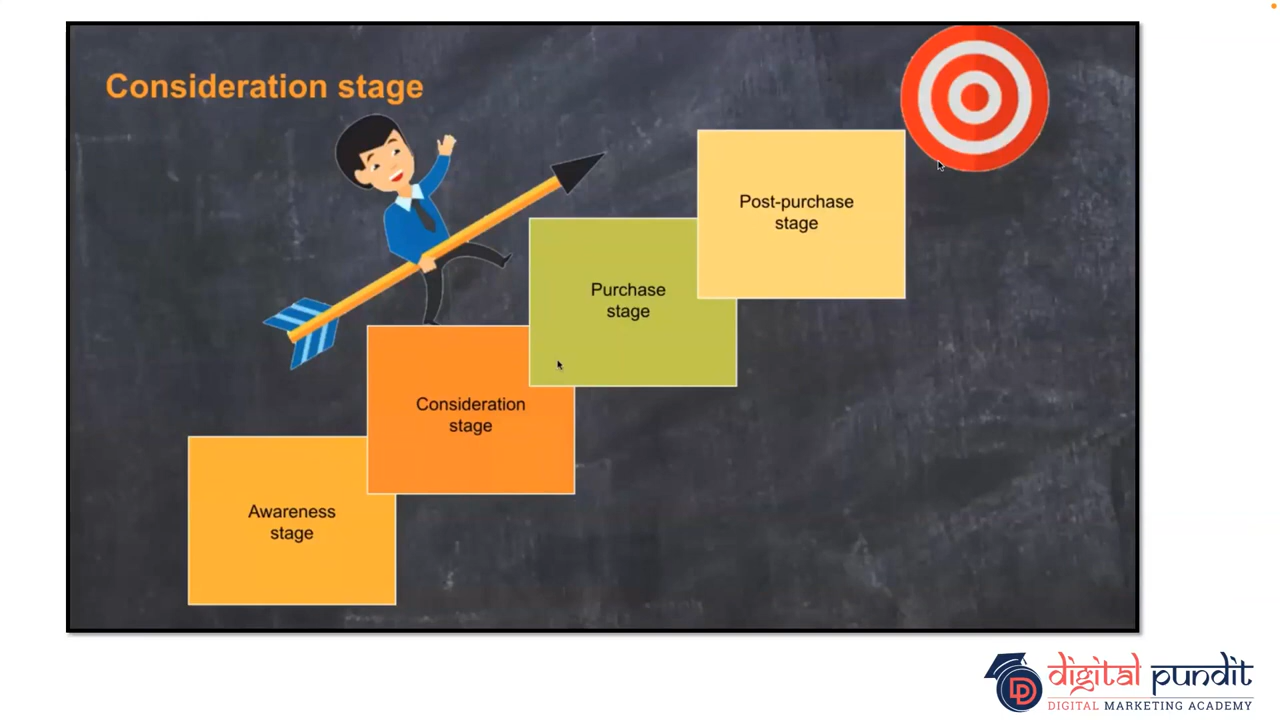 Consideration stage
Post-purchase
stage
Purchase
stage
Consideration
stage
Awareness
stage
digital pundit
DIGITAL MARKETING ACADEMY